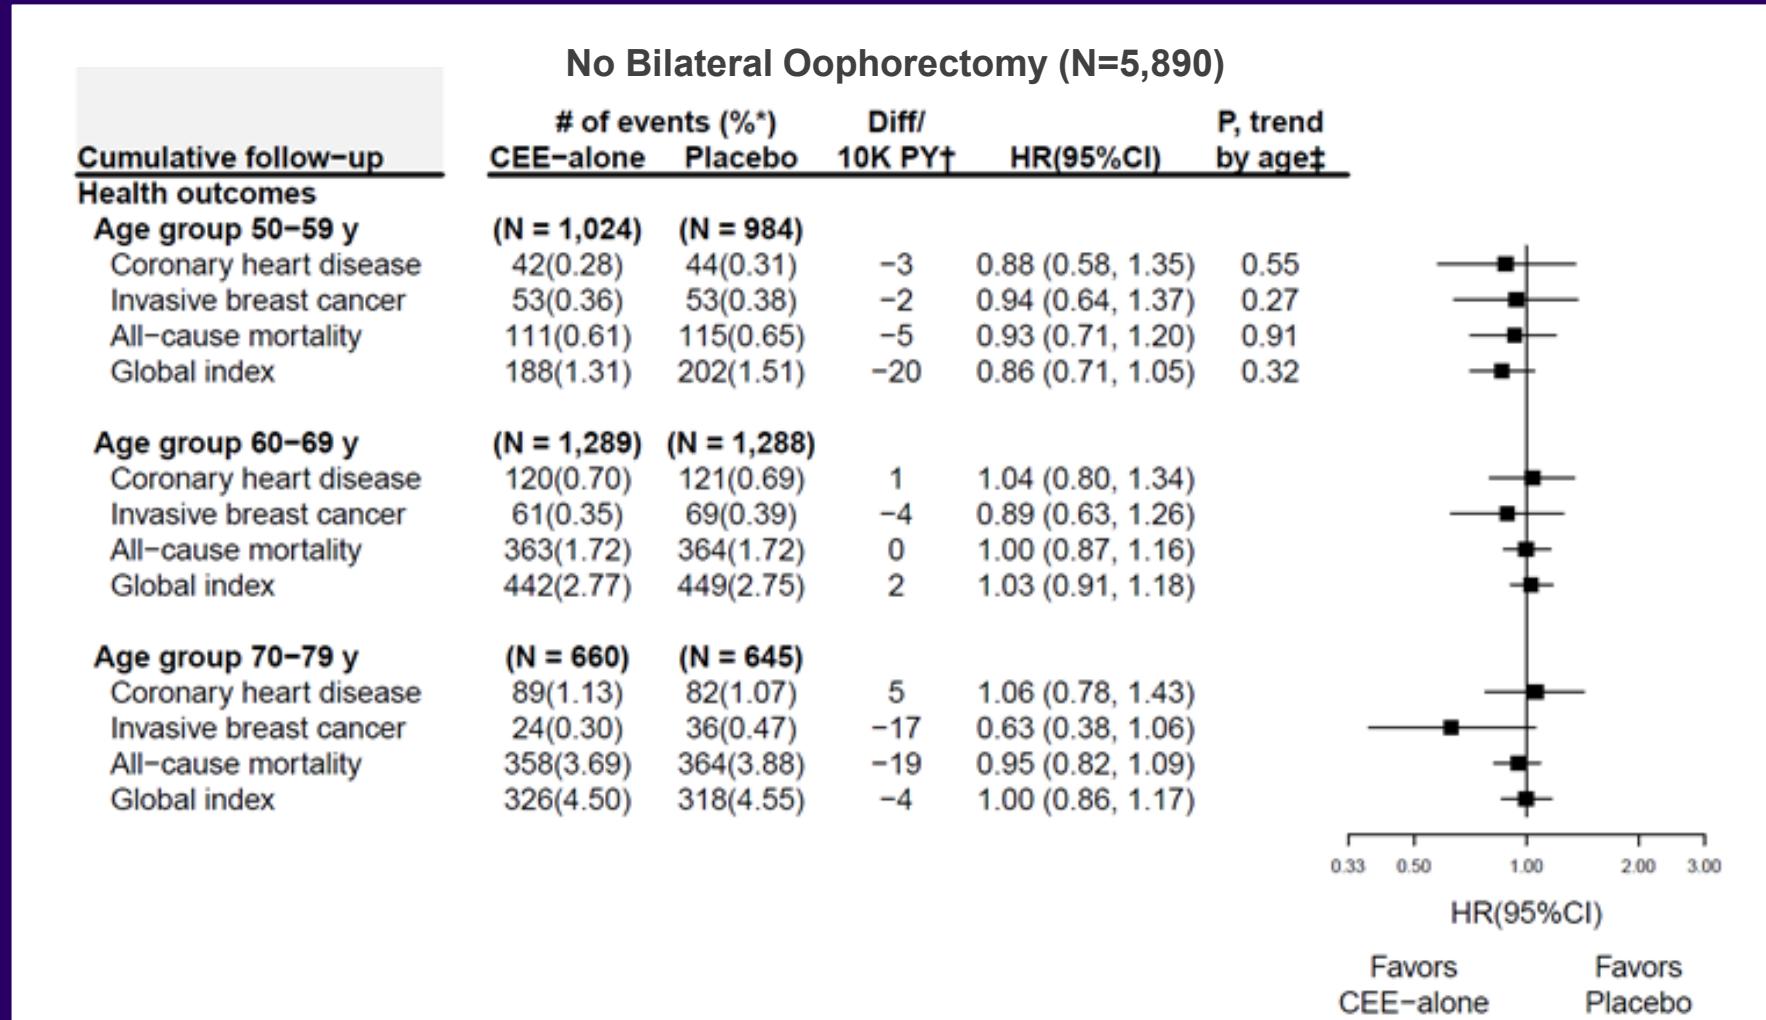 No Bilateral Oophorectomy (N=5,890)
# of events (%*) Diff/ P, trend
Cumulative follow−up CEE−alone Placebo 10K PY† HR(95%CI) by age‡
Health outcomes
Age group 50−59 y (N = 1,024) (N = 984)
Coronary heart disease 42(0.28) 44(0.31) −3 0.88 (0.58, 1.35) 0.55
Invasive breast cancer 53(0.36) 53(0.38) −2 0.94 (0.64, 1.37) 0.27
All−cause mortality 111(0.61) 115(0.65) −5 0.93 (0.71, 1.20) 0.91
Global index 188(1.31) 202(1.51) −20 0.86 (0.71, 1.05) 0.32
Age group 60−69 y (N = 1,289) (N = 1,288)
Coronary heart disease 120(0.70) 121(0.69) 1 1.04 (0.80, 1.34)
Invasive breast cancer 61(0.35) 69(0.39) −4 0.89 (0.63, 1.26)
All−cause mortality 363(1.72) 364(1.72) 0 1.00 (0.87, 1.16)
Global index 442(2.77) 449(2.75) 2 1.03 (0.91, 1.18)
Age group 70−79 y (N = 660) (N = 645)
Coronary heart disease 89(1.13) 82(1.07) 5 1.06 (0.78, 1.43)
Invasive breast cancer 24(0.30) 36(0.47) −17 0.63 (0.38, 1.06)
All−cause mortality 358(3.69) 364(3.88) −19 0.95 (0.82, 1.09)
Global index 326(4.50) 318(4.55) −4 1.00 (0.86, 1.17)
0.33 0.50 1.00 2.00 3.00
HR(95%CI)
Favors Favors
CEE−alone Placebo